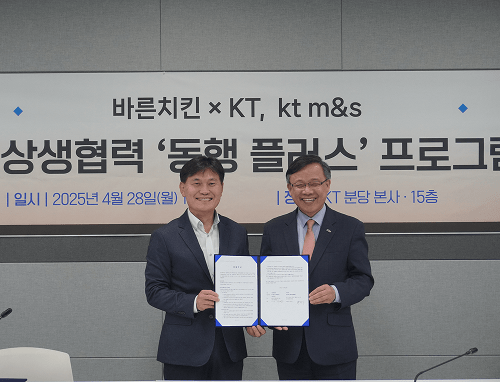 바른치킨 × KT, kt m&s
상생협력 ‘동행 플러스’ 프로그램
| 일시 | 2025년 4월 28일(월) | 장 KT 분당 본사 · 15층